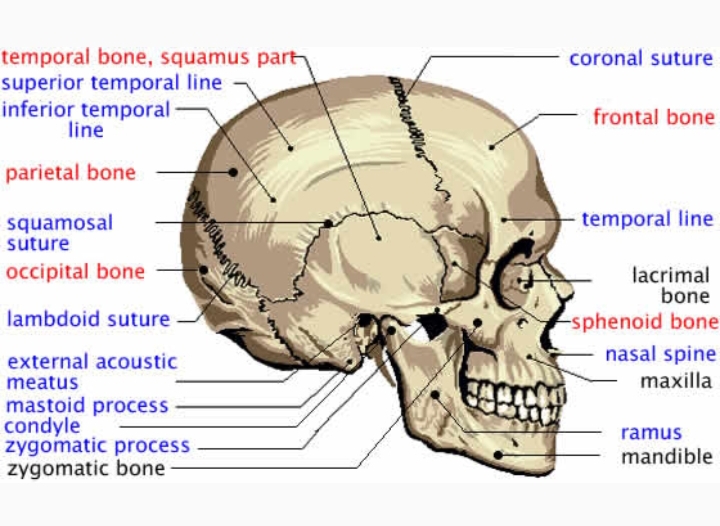 temporal bone, squamus part
superior temporal line
inferior temporal
line
parietal bone
squamosal
suture
occipital bone
lambdoid suture
external acoustic
meatus
mastoid process
condyle
zygomatic process
zygomatic bone
coronal suture
frontal bone
temporal line
lacrimal
bone
sphenoid bone
nasal spine
maxilla
ramus
mandible